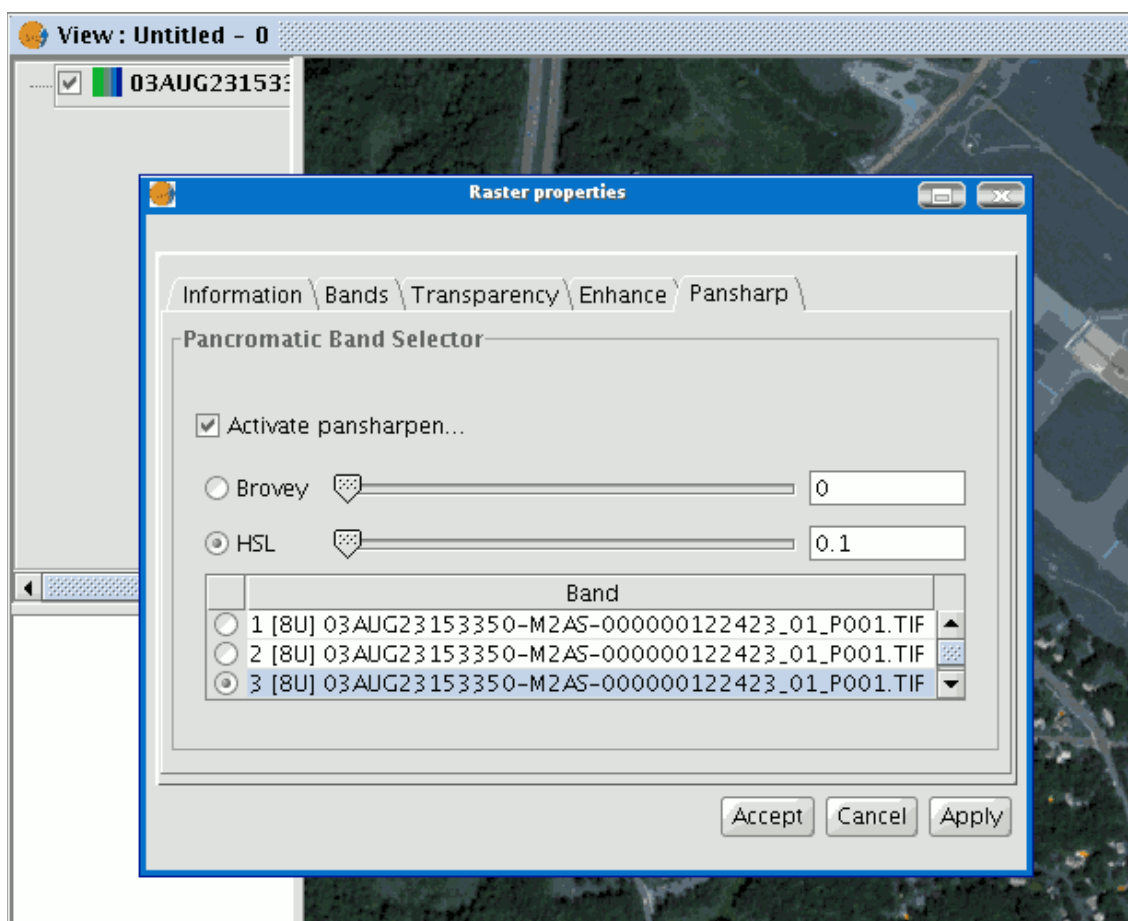 View : Untitled - 0
03AUG231533
Raster properties
Information Bands Transparency Enhance Pansharp
Pancromatic Band Selector
Activate pansharpen...
Brovey 0
HSL 0.1
Band
1 [8U] 03AUG23153350-M2AS-000000122423_01_P001.TIF
2 [8U] 03AUG23153350-M2AS-000000122423_01_P001.TIF
3 [8U] 03AUG23153350-M2AS-000000122423_01_P001.TIF
Accept Cancel Apply